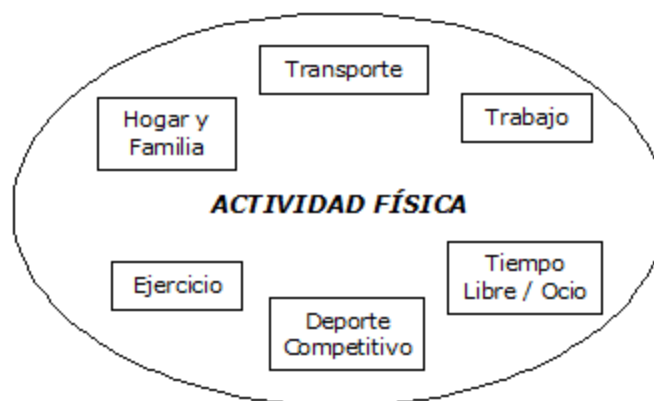 Transporte
Hogar y
Familia
Trabajo
ACTIVIDAD FÍSICA
Ejercicio
Tiempo
Libre / Ocio
Deporte
Competitivo